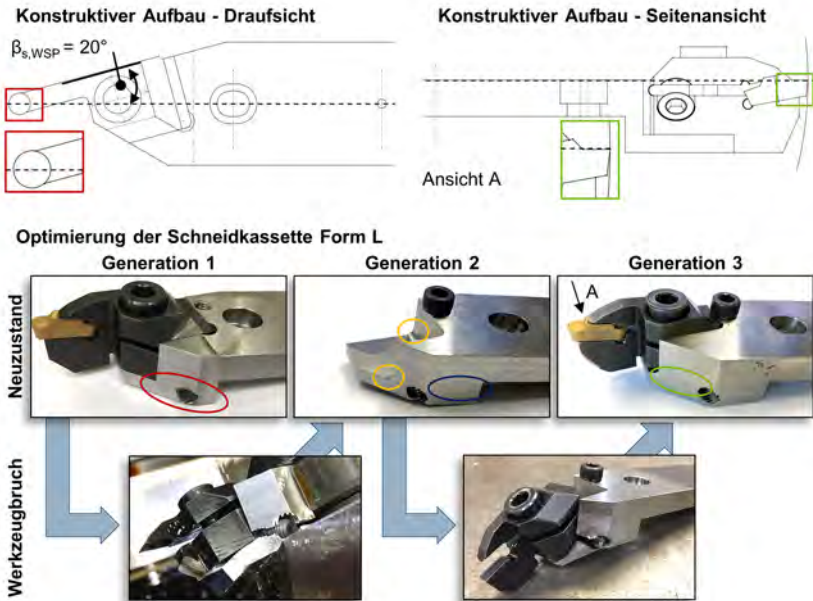 Konstruktiver Aufbau - Draufsicht
Konstruktiver Aufbau - Seitenansicht
βs,WSP = 20°
Ansicht A
Optimierung der Schneidkassette Form L
Generation 1
Generation 2
Generation 3
Neuzustand
A
Werkzeugbruch